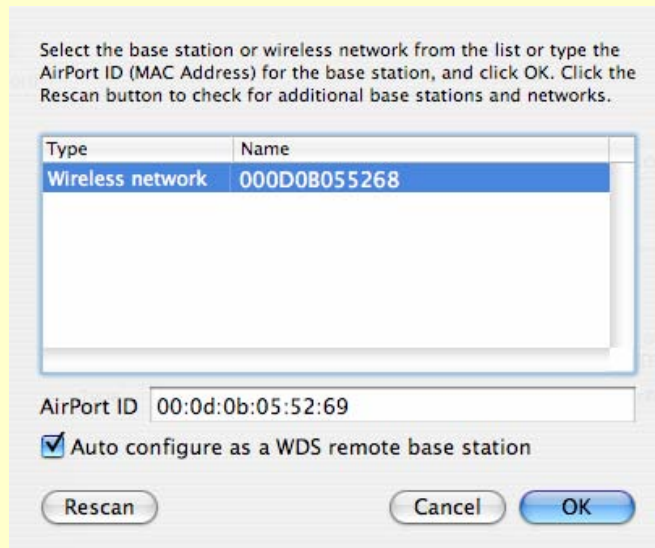 Select the base station or wireless network from the list or type the
AirPort ID (MAC Address) for the base station, and click OK. Click the
Rescan button to check for additional base stations and networks.
Type Name
Wireless network 000D0B055268
AirPort ID 00:0d:0b:05:52:69
Auto configure as a WDS remote base station
Rescan Cancel OK